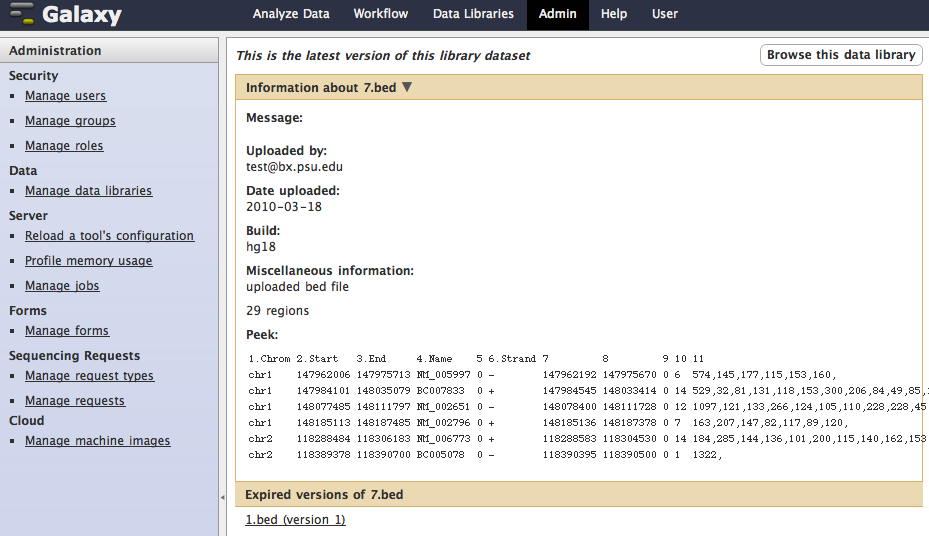 Galaxy
Analyze Data Workflow Data Libraries Admin Help User
Administration
Security
Manage users
Manage groups
Manage roles
Data
Manage data libraries
Server
Reload a tool's configuration
Profile memory usage
Manage jobs
Forms
Manage forms
Sequencing Requests
Manage request types
Manage requests
Cloud
Manage machine images
This is the latest version of this library dataset
Browse this data library
Information about 7.bed ▼
Message:
Uploaded by:
test@bx.psu.edu
Date uploaded:
2010-03-18
Build:
hg18
Miscellaneous information:
uploaded bed file
29 regions
Peek:
1.Chrom 2.Start 3.End 4.Name 5 6.Strand 7 8 9 10 11
chr1 147962006 147975713 NM_005997 0 - 147962192 147975670 0 6 574,145,177,115,153,160,
chr1 147984101 148035079 BC007833 0 + 147984545 148033414 0 14 529,32,81,131,118,153,300,206,84,49,85,
chr1 148077485 148111797 NM_002651 0 - 148078400 148111728 0 12 1097,121,133,266,124,105,110,228,228,45
chr1 148185113 148187485 NM_002796 0 + 148185136 148187378 0 7 163,207,147,82,117,89,120,
chr2 118288484 118306183 NM_006773 0 + 118288583 118304530 0 14 184,285,144,136,101,200,115,140,162,153
chr2 118389378 118390700 BC005078 0 - 118390395 118390500 0 1 1322,
Expired versions of 7.bed
1.bed (version 1)